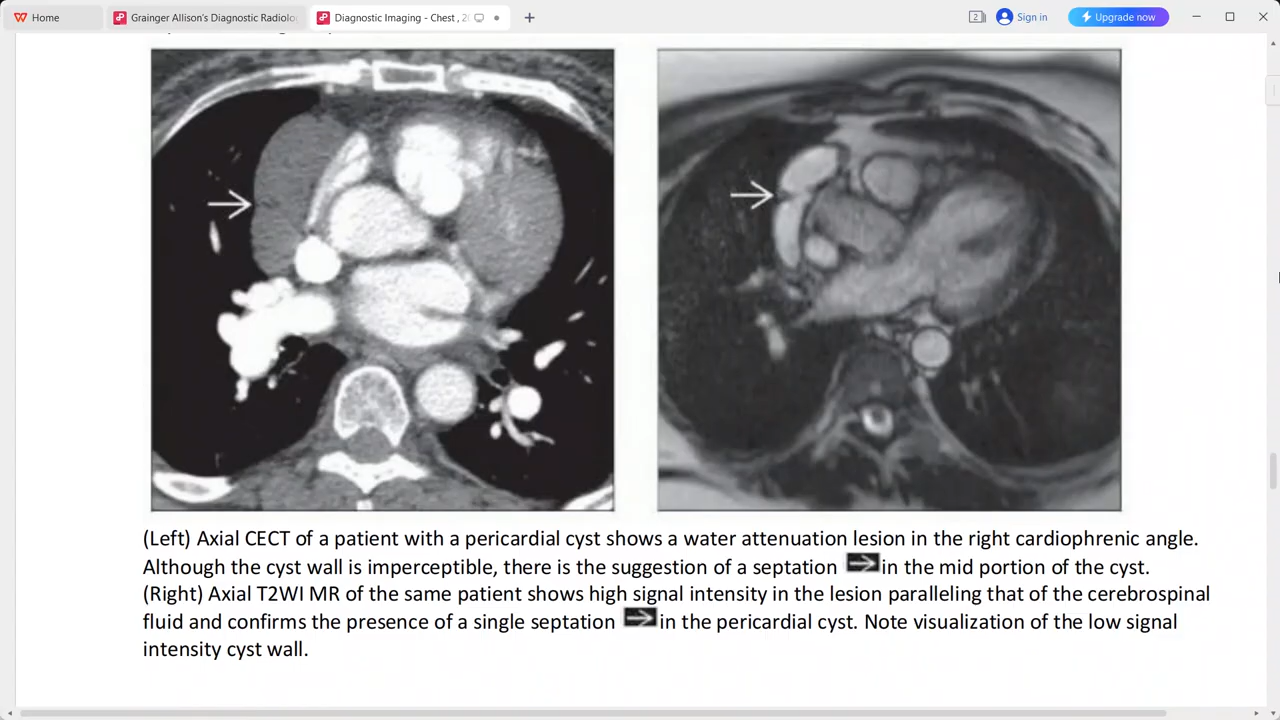 Home
Grainger Allison's Diagnostic Radiolo
Diagnostic Imaging - Chest , 2
2
Sign in
Upgrade now
(Left) Axial CECT of a patient with a pericardial cyst shows a water attenuation lesion in the right cardiophrenic angle.
Although the cyst wall is imperceptible, there is the suggestion of a septation in the mid portion of the cyst.
(Right) Axial T2WI MR of the same patient shows high signal intensity in the lesion paralleling that of the cerebrospinal
fluid and confirms the presence of a single septation in the pericardial cyst. Note visualization of the low signal
intensity cyst wall.